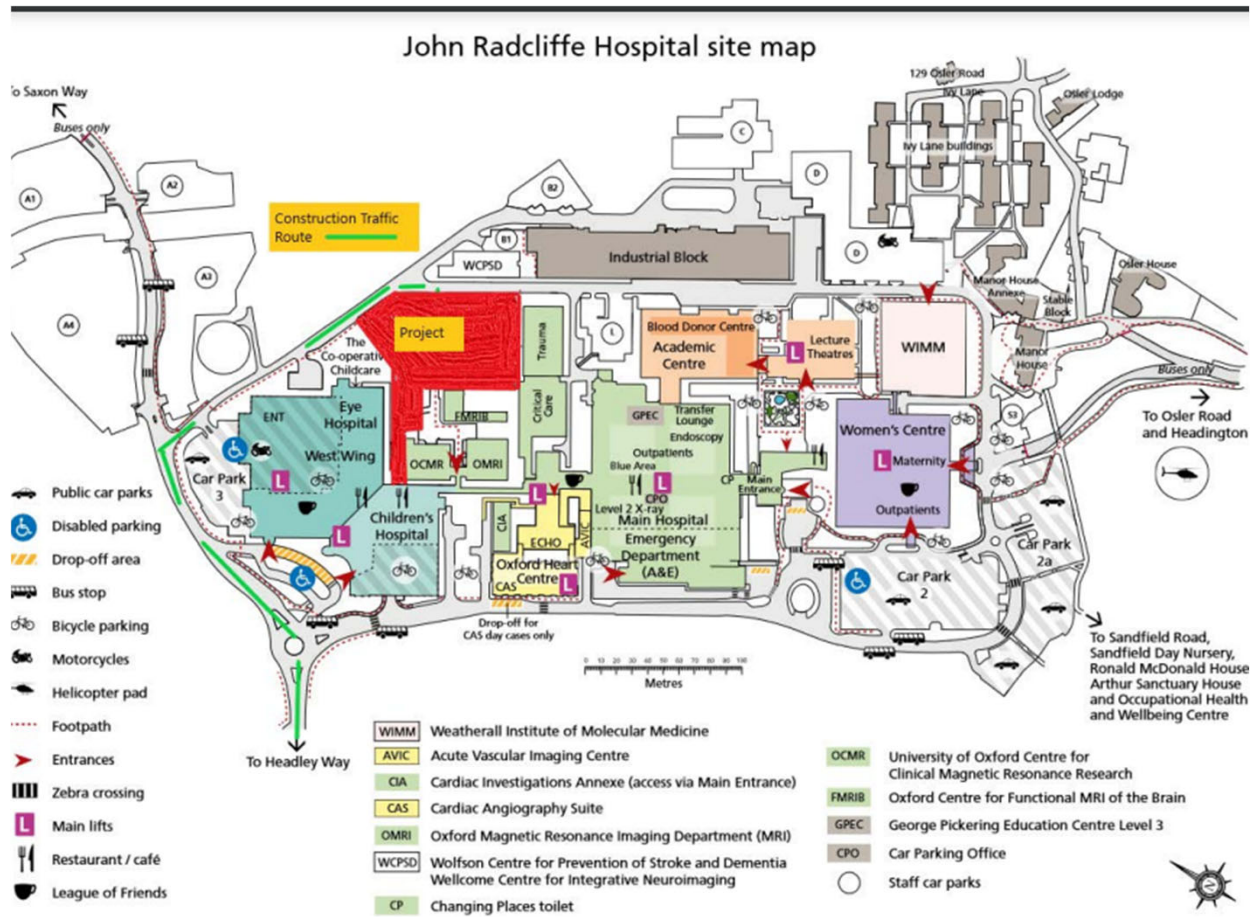 John Radcliffe Hospital site map
To Saxon Way
Buses only
A1
A2
A3
A4
Construction Traffic
Route
B2
B1
C
D
D
129 Osler Road
Ivy Lane
Osler Lodge
Ivy Lane buildings
WCPSD
Industrial Block
Manor House
Annexe
Osler House
Stable
Block
Manor
House
Buses only
To Osler Road
and Headington
Project
The
Co-operativ
Childcare
Trauma
L
Blood Donor Centre
Academic
Centre
L
Lecture
Theatres
WIMM
Critical
Care
FMRIB
OCMR
OMRI
ENT
Eye
Hospital
West Wing
L
Car Park
3
L
Children's
Hospital
GPEC
Transfer
Lounge
Endoscopy
Outpatients
Blue Area
L
CPO
Level 2 X-ray
Main Hospital
Emergency
Department
(A&E)
CP
Main
Entrance
Women's Centre
L
Maternity
Outpatients
S3
L
CIA
ECHO
AVIC
Oxford Heart
Centre
CAS
L
Drop-off for
CAS day cases only
Car Park
2
Car Park
2a
To Sandfield Road,
Sandfield Day Nursery,
Ronald McDonald House
Arthur Sanctuary House
and Occupational Health
and Wellbeing Centre
0 10 20 30 40 50 60 70 80 90 100
Metres
To Headley Way
Public car parks
Disabled parking
Drop-off area
Bus stop
Bicycle parking
Motorcycles
Helicopter pad
Footpath
Entrances
Zebra crossing
L Main lifts
Restaurant / café
League of Friends
WIMM Weatherall Institute of Molecular Medicine
AVIC Acute Vascular Imaging Centre
CIA Cardiac Investigations Annexe (access via Main Entrance)
CAS Cardiac Angiography Suite
OMRI Oxford Magnetic Resonance Imaging Department (MRI)
WCPSD Wolfson Centre for Prevention of Stroke and Dementia
Wellcome Centre for Integrative Neuroimaging
CP Changing Places toilet
OCMR University of Oxford Centre for
Clinical Magnetic Resonance Research
FMRIB Oxford Centre for Functional MRI of the Brain
GPEC George Pickering Education Centre Level 3
CPO Car Parking Office
Staff car parks